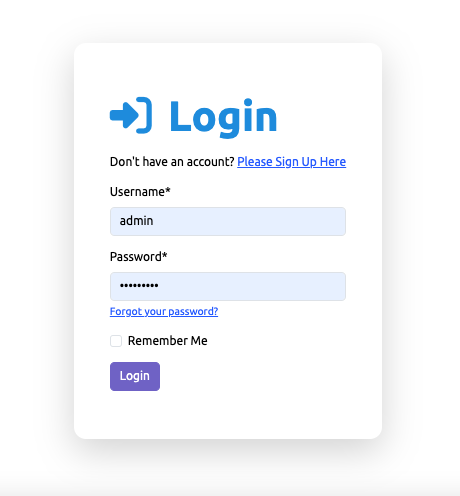 Login
Don't have an account? Please Sign Up Here
Username*
admin
Password*
•••••••••
Forgot your password?
Remember Me
Login